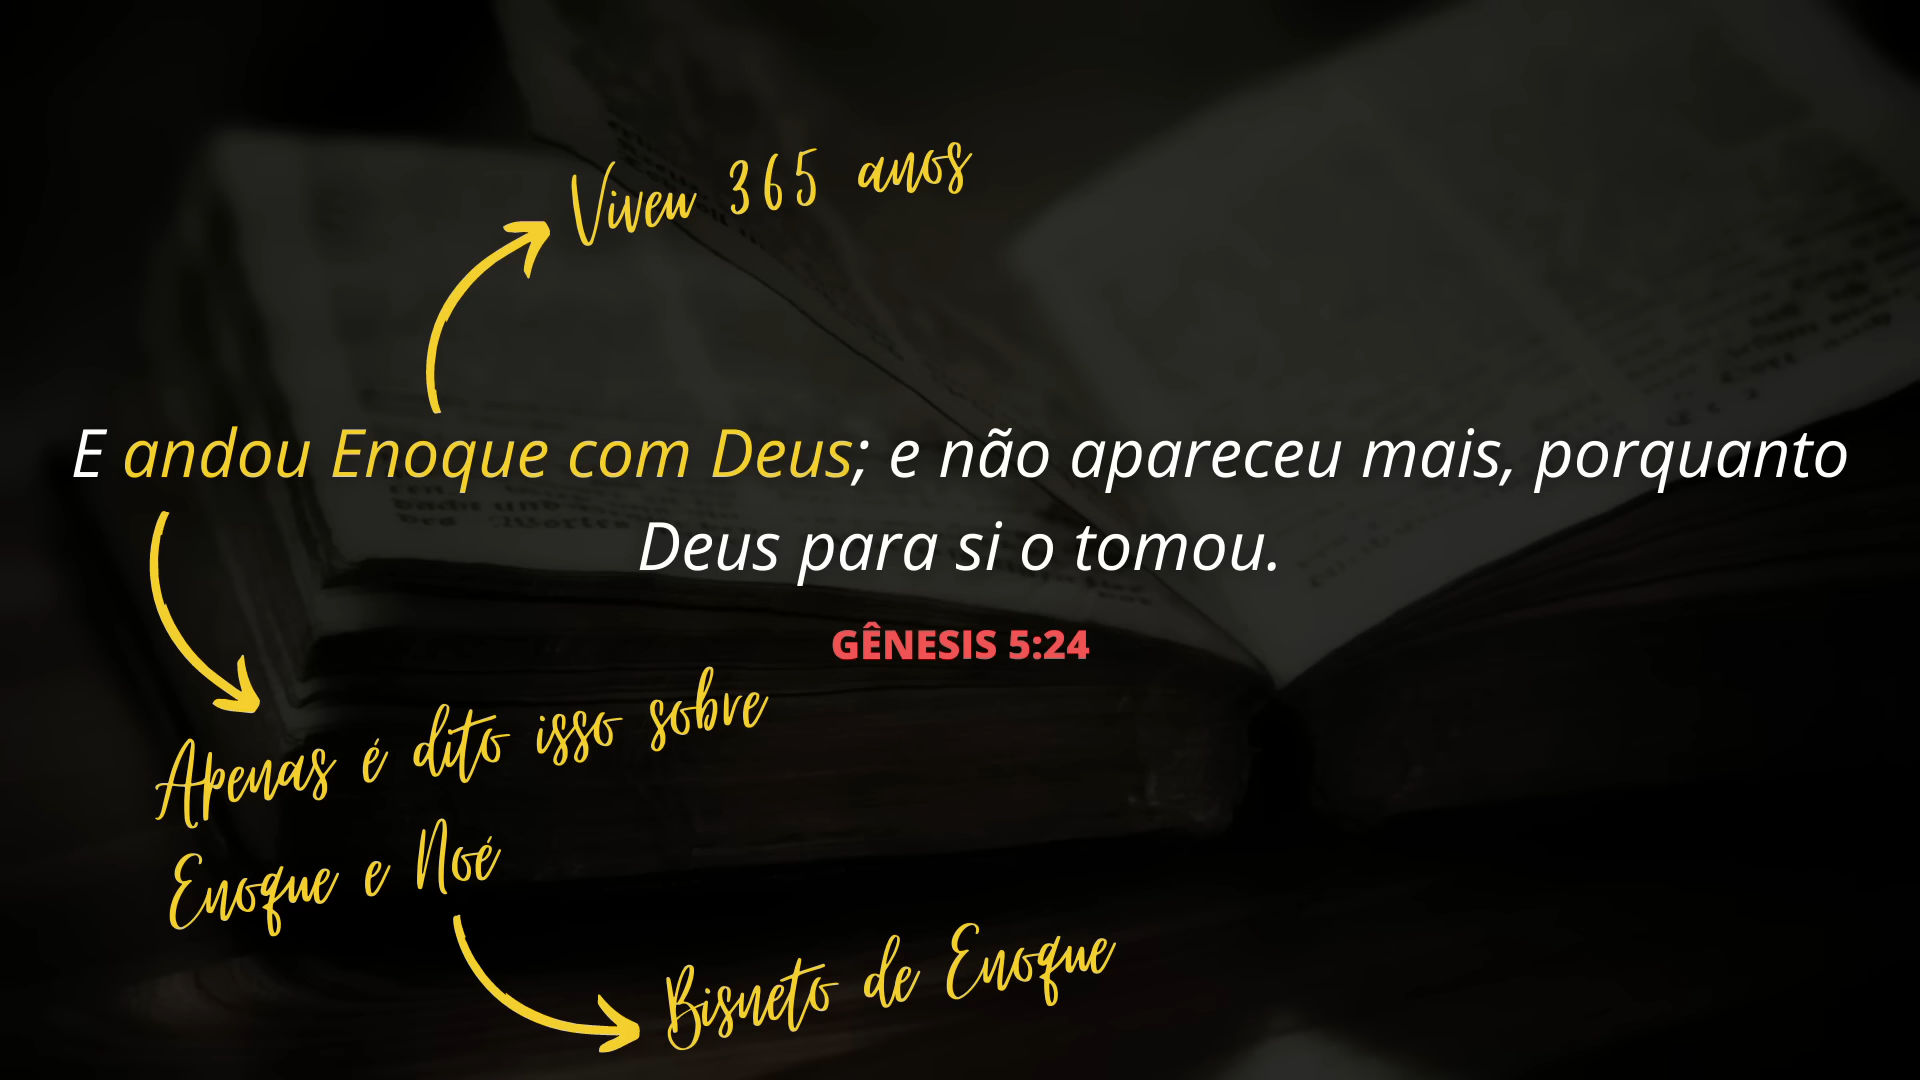 Viveu 365 anos
E andou Enoque com Deus; e não apareceu mais, porquanto
Deus para si o tomou.
GÊNESIS 5:24
Apenas é dito isso sobre
Enoque e Noé
Bisneto de Enoque